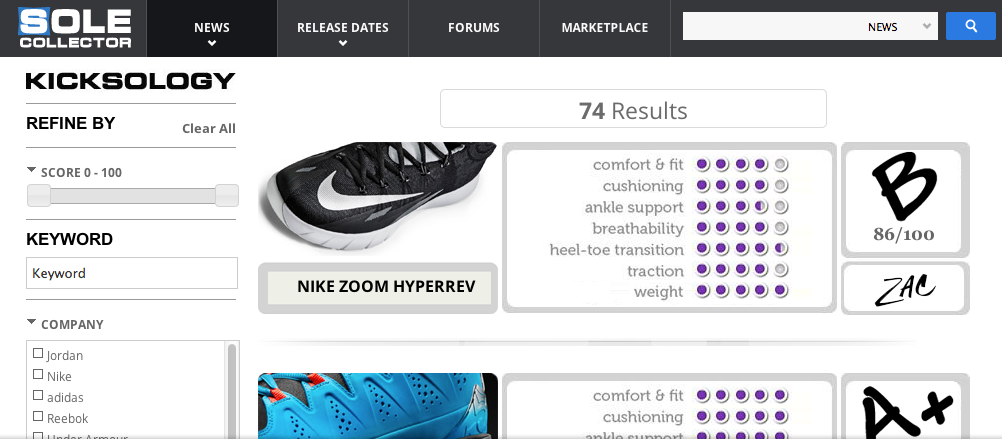 SOLE
COLLECTOR
NEWS
RELEASE DATES
FORUMS
MARKETPLACE
NEWS
KICKSOLOGY
REFINE BY
Clear All
SCORE 0 - 100
KEYWORD
Keyword
COMPANY
Jordan
Nike
adidas
Reebok
Under Armour
74 Results
NIKE ZOOM HYPERREV
comfort & fit
cushioning
ankle support
breathability
heel-toe transition
traction
weight
B
86/100
ZAC
comfort & fit
cushioning
ankle support
A+